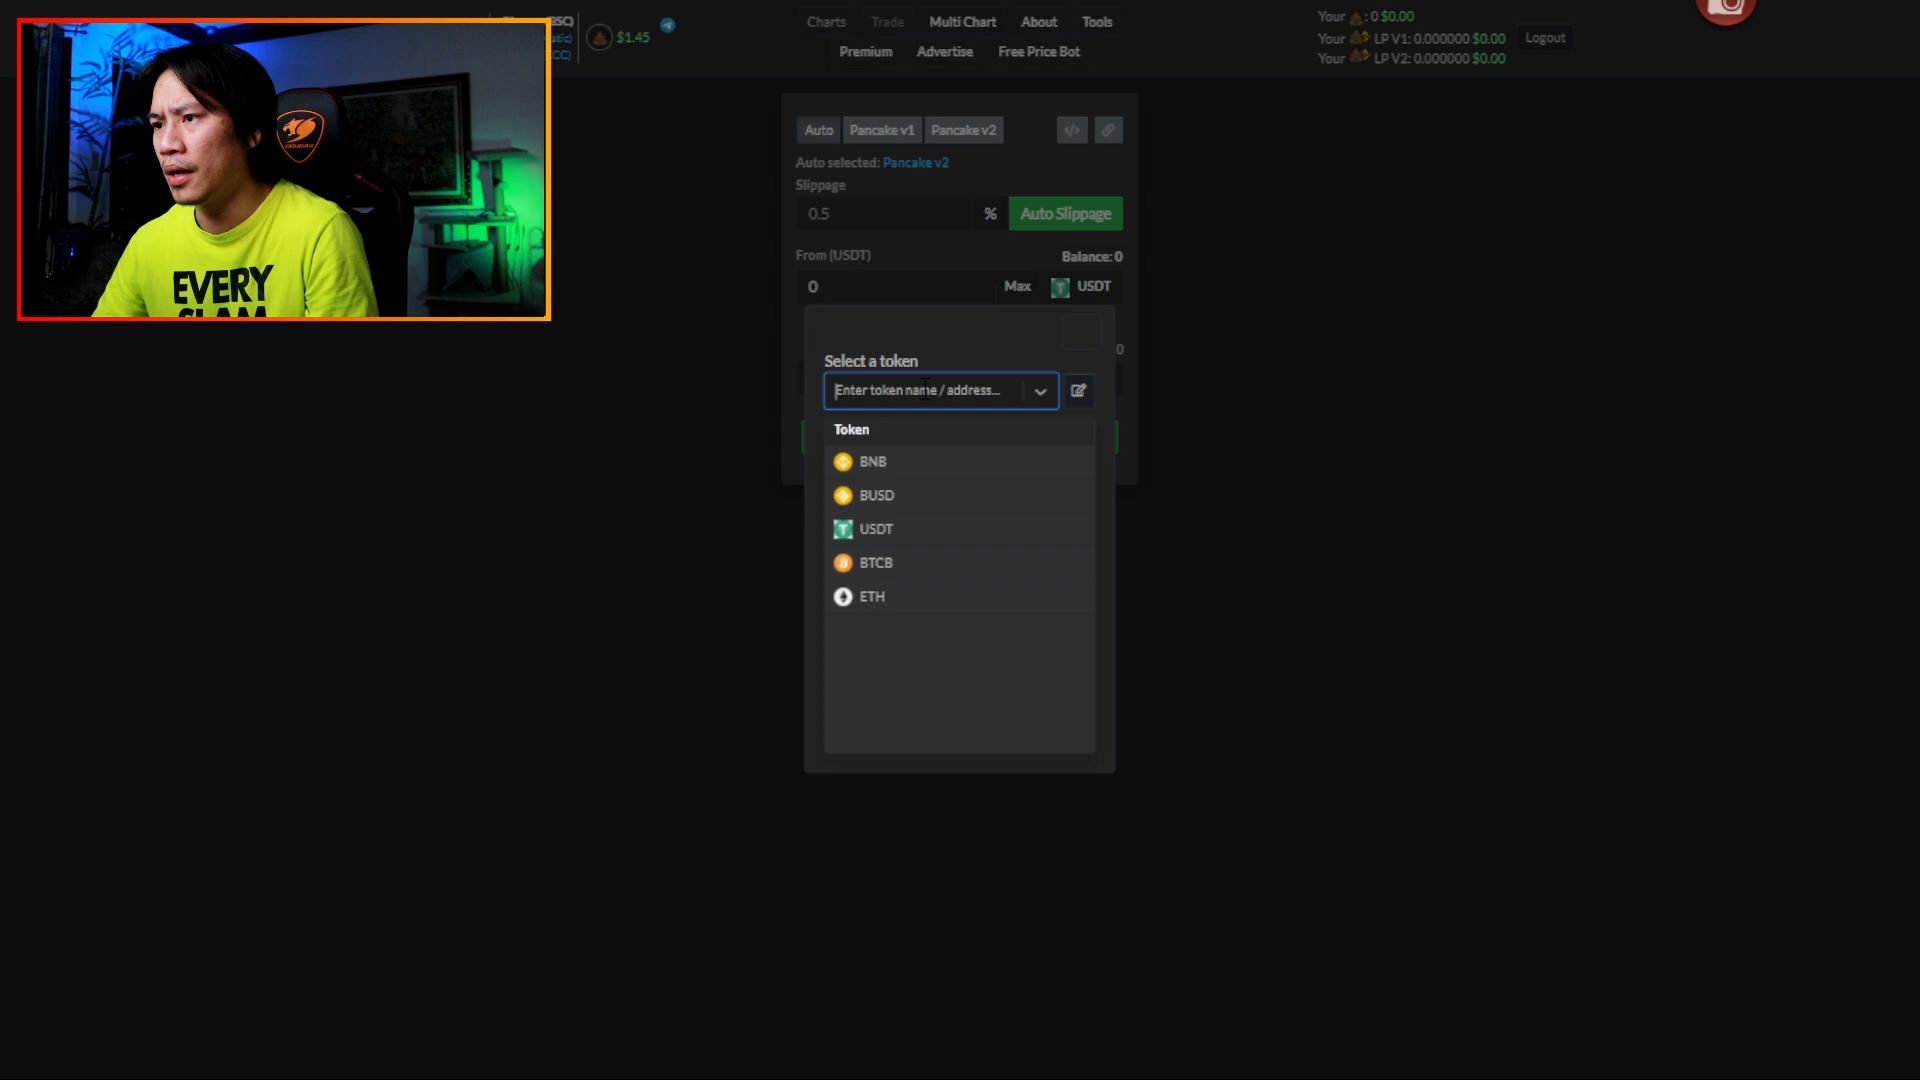 $1.45
Charts Trade Multi Chart About Tools
Premium Advertise Free Price Bot
Your : 0 $0.00
Your LP V1: 0.000000 $0.00
Your LP V2: 0.000000 $0.00
Logout
COUGAR
EVERY
Auto Pancake v1 Pancake v2
Auto selected: Pancake v2
Slippage
0.5 % Auto Slippage
From (USDT) Balance: 0
0 Max USDT
0
Select a token
Enter token name / address...
Token
BNB
BUSD
USDT
BTCB
ETH